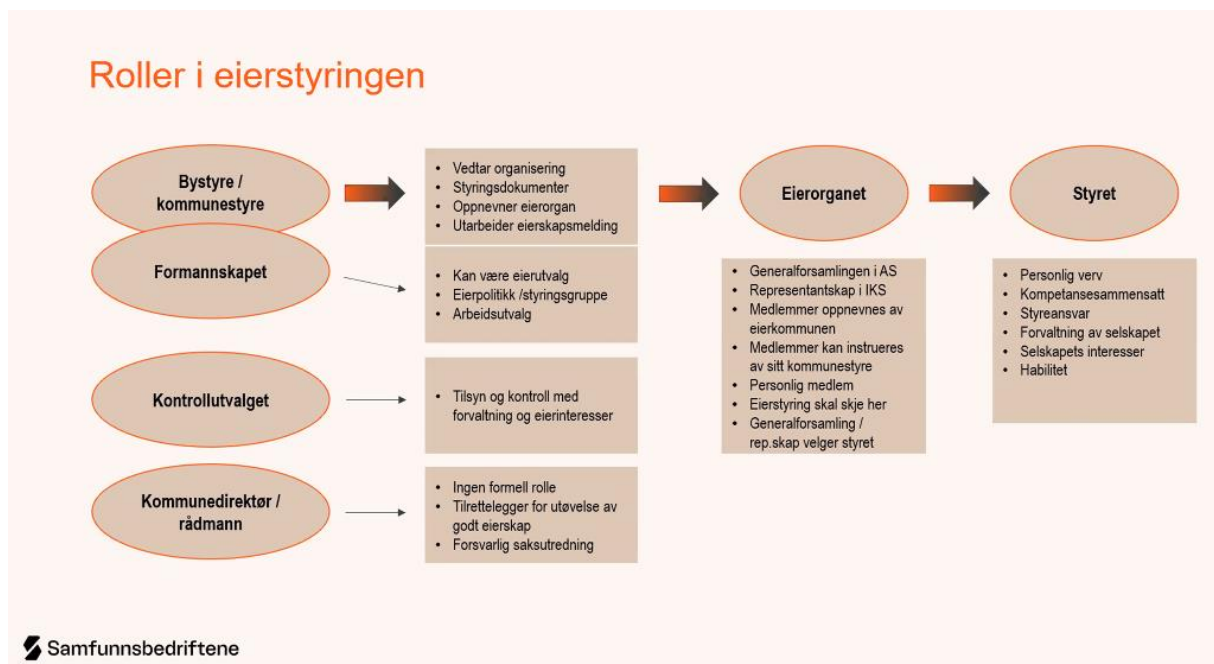 Roller i eierstyringen
Bystyre /
kommunestyre
• Vedtar organisering
• Styringsdokumenter
• Oppnevner eierorgan
• Utarbeider eierskapsmelding
Formannskapet
• Kan være eierutvalg
• Eierpolitikk /styringsgruppe
• Arbeidsutvalg
Kontrollutvalget
• Tilsyn og kontroll med
forvaltning og eierinteresser
Kommunedirektør /
rådmann
• Ingen formell rolle
• Tilrettelegger for utøvelse av
godt eierskap
• Forsvarlig saksutredning
Eierorganet
• Generalforsamlingen i AS
• Representantskap i IKS
• Medlemmer oppnevnes av
eierkommunen
• Medlemmer kan instrueres
av sitt kommunestyre
• Personlig medlem
• Eierstyring skal skje her
• Generalforsamling /
rep.skap velger styret
Styret
• Personlig verv
• Kompetansesammensatt
• Styreansvar
• Forvaltning av selskapet
• Selskapets interesser
• Habilitet
Samfunnsbedriftene